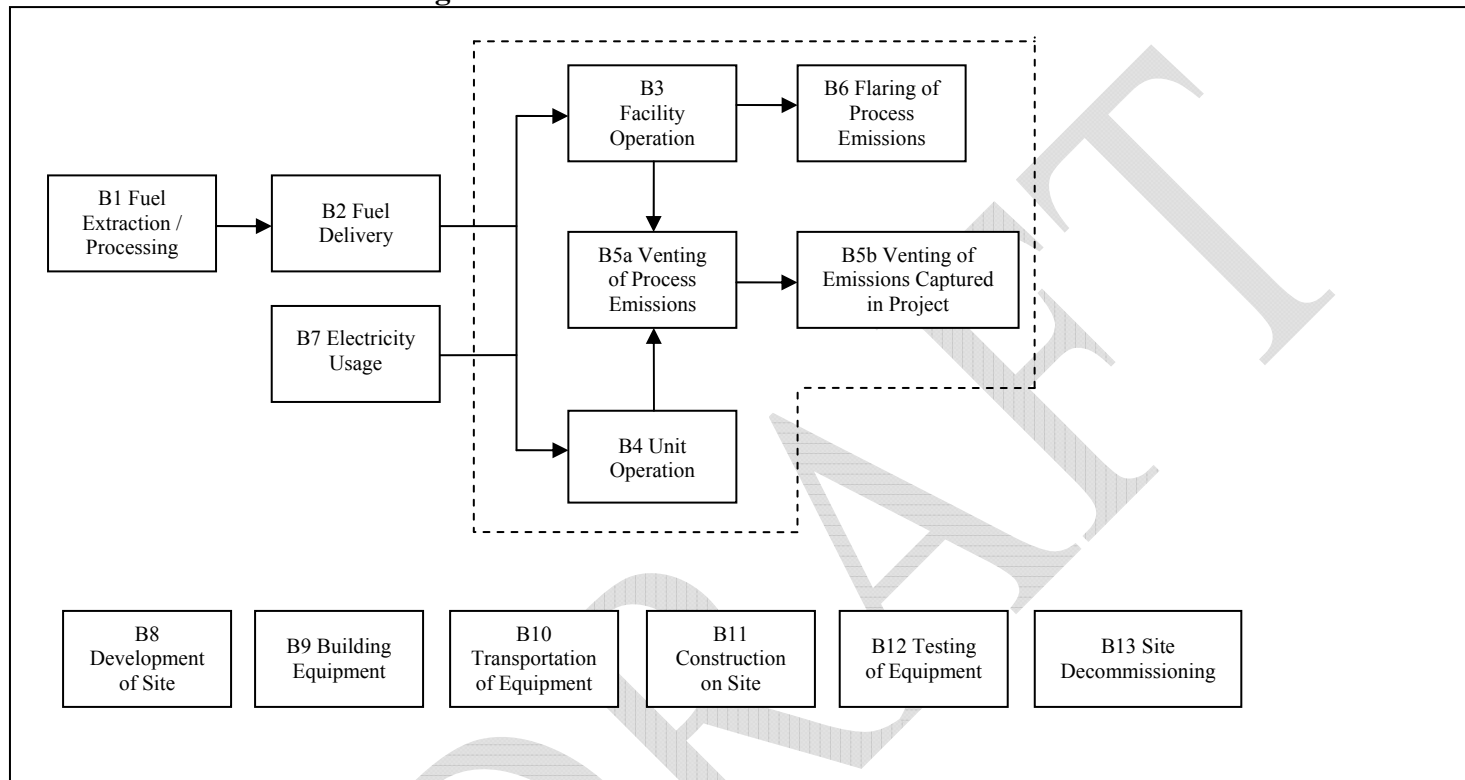 B3
Facility
Operation
B6 Flaring of
Process
Emissions
B1 Fuel
Extraction /
Processing
B2 Fuel
Delivery
B5a Venting
of Process
Emissions
B5b Venting of
Emissions Captured
in Project
B7 Electricity
Usage
B4 Unit
Operation
B8
Development
of Site
B9 Building
Equipment
B10
Transportation
of Equipment
B11
Construction
on Site
B12 Testing
of Equipment
B13 Site
Decommissioning
DRAFT